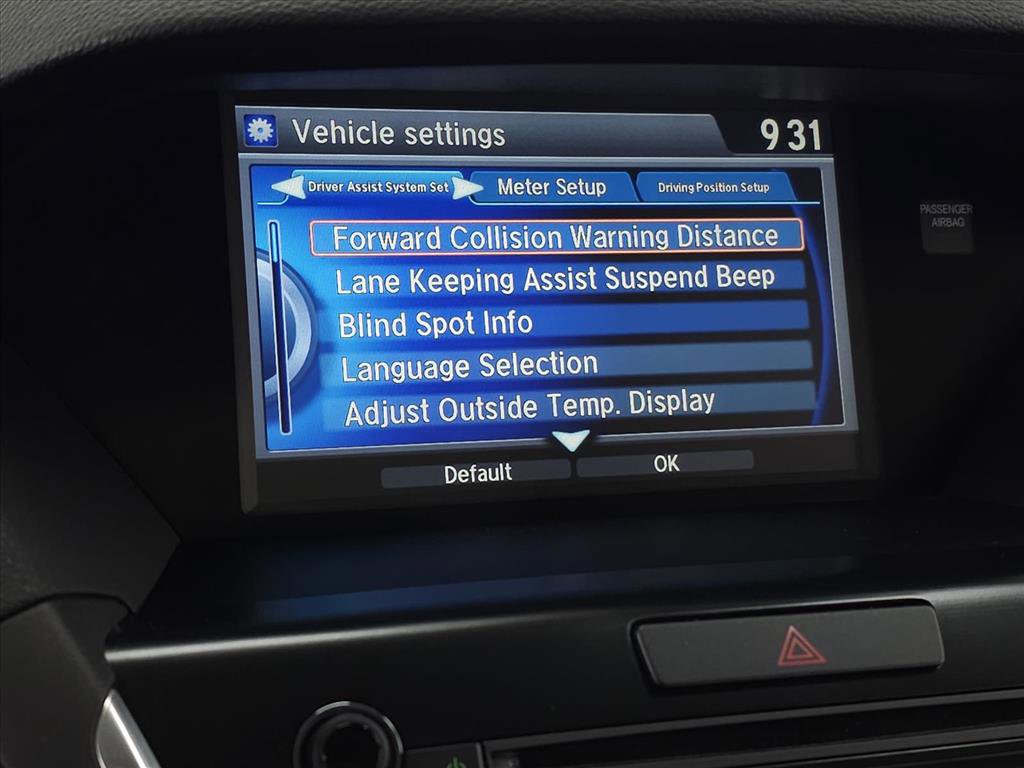 Vehicle settings
9 31
Driver Assist System Set
Meter Setup
Driving Position Setup
Forward Collision Warning Distance
Lane Keeping Assist Suspend Beep
Blind Spot Info
Language Selection
Adjust Outside Temp. Display
Default
OK
PASSENGER
AIRBAG